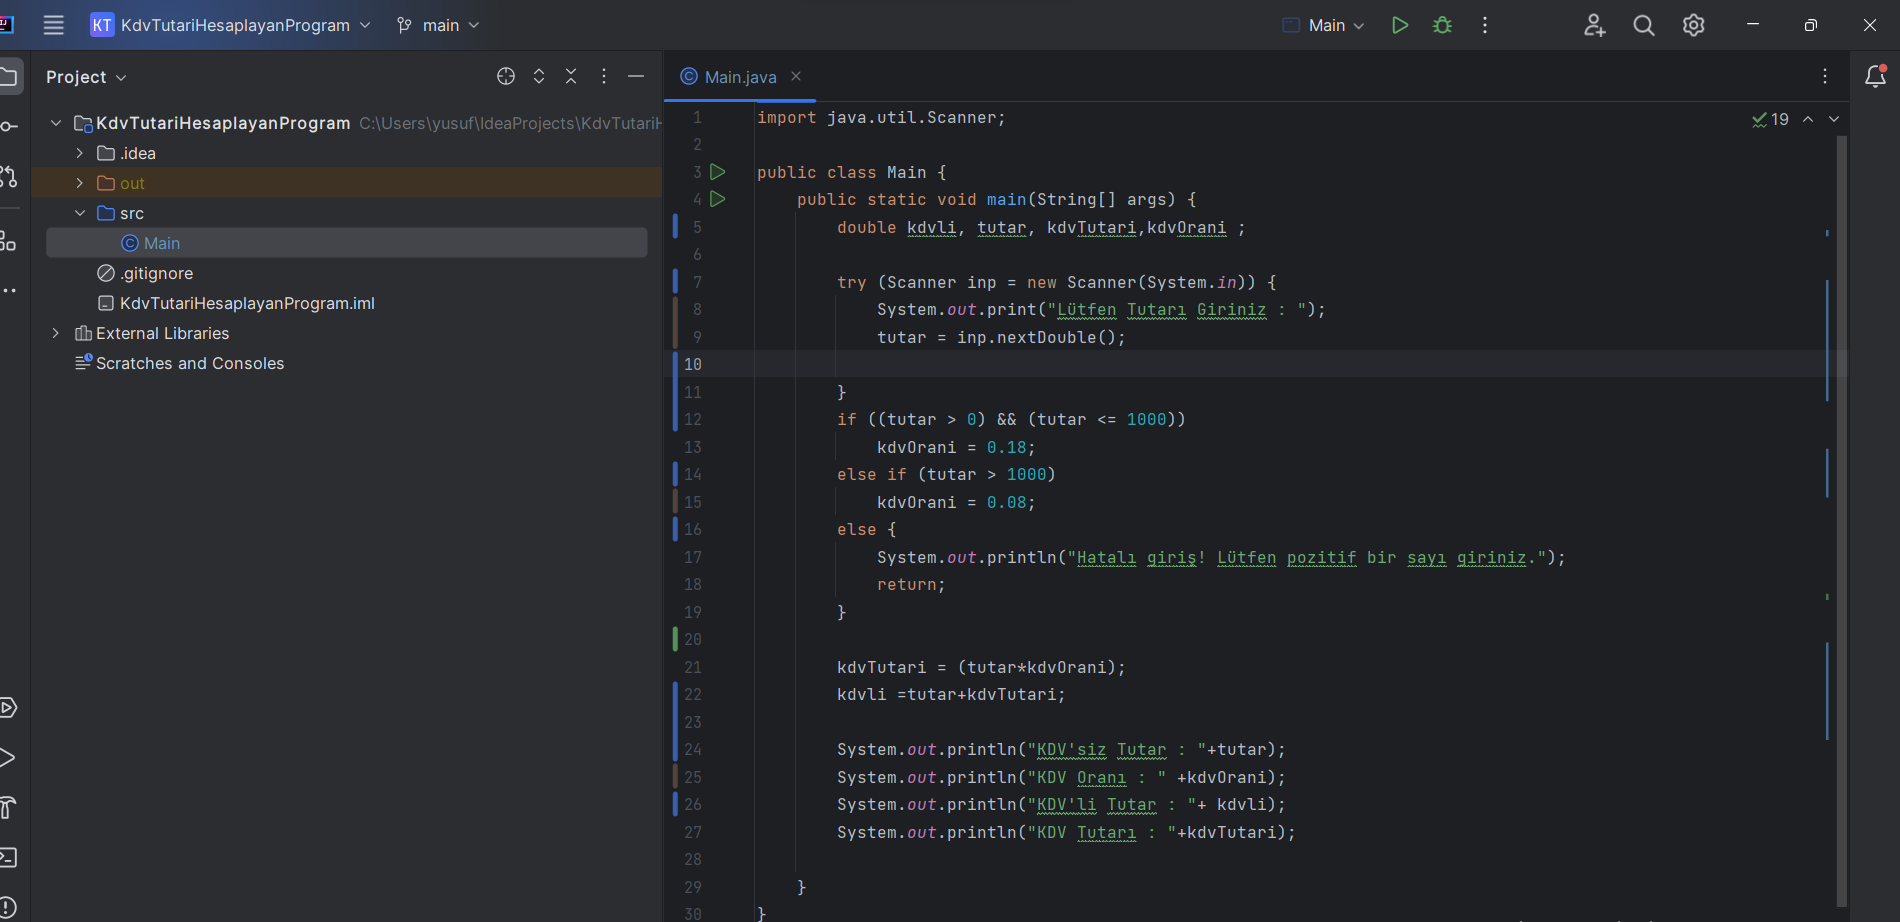 KT KdvTutariHesaplayanProgram main Main
Project
KdvTutariHesaplayanProgram C:\Users\yusuf\IdeaProjects\KdvTutari
.idea
out
src
Main
.gitignore
KdvTutariHesaplayanProgram.iml
External Libraries
Scratches and Consoles
Main.java
19
1 import java.util.Scanner;
2
3 public class Main {
4 public static void main(String[] args) {
5 double kdvli, tutar, kdvTutari,kdvOrani ;
6
7 try (Scanner inp = new Scanner(System.in)) {
8 System.out.print("Lütfen Tutarı Giriniz : ");
9 tutar = inp.nextDouble();
10
11 }
12 if ((tutar > 0) && (tutar <= 1000))
13 kdvOrani = 0.18;
14 else if (tutar > 1000)
15 kdvOrani = 0.08;
16 else {
17 System.out.println("Hatalı giriş! Lütfen pozitif bir sayı giriniz.");
18 return;
19 }
20
21 kdvTutari = (tutar*kdvOrani);
22 kdvli =tutar+kdvTutari;
23
24 System.out.println("KDV'siz Tutar : "+tutar);
25 System.out.println("KDV Oranı : " +kdvOrani);
26 System.out.println("KDV'li Tutar : "+ kdvli);
27 System.out.println("KDV Tutarı : "+kdvTutari);
28
29 }
30 }